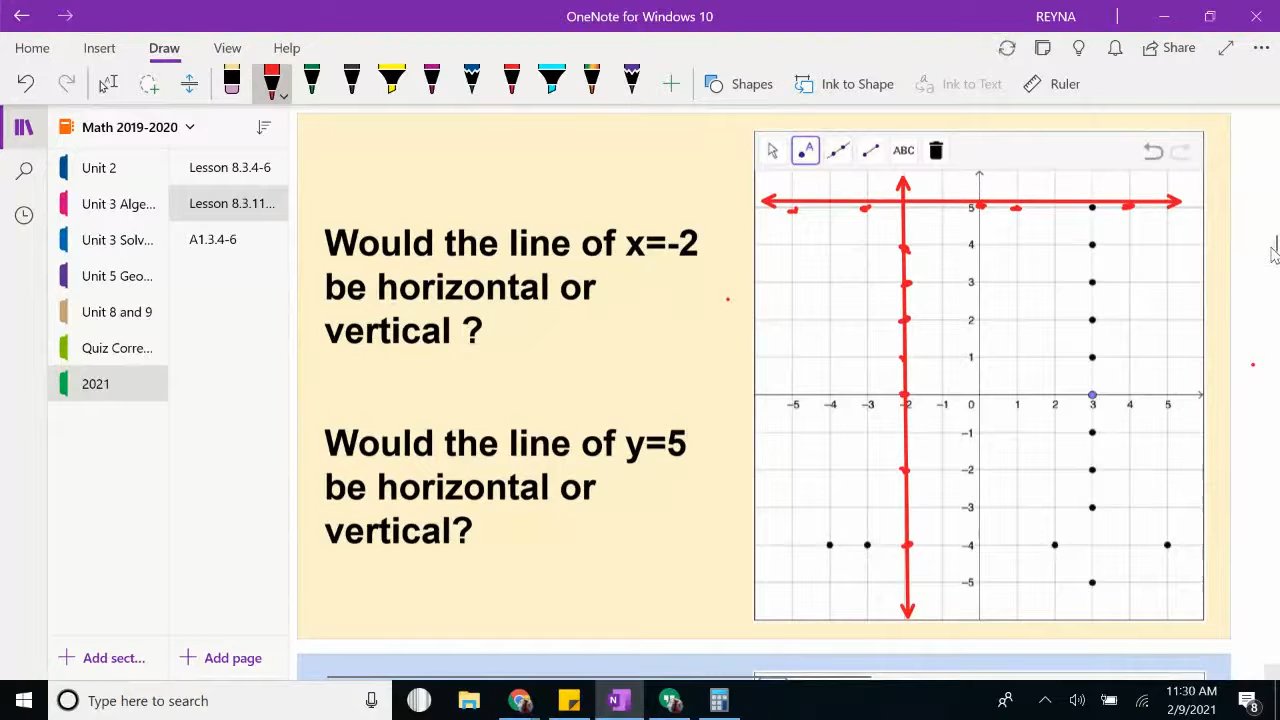 OneNote for Windows 10
REYNA
Home Insert Draw View Help
Share
Shapes Ink to Shape Ink to Text Ruler
Math 2019-2020
Unit 2
Unit 3 Alge...
Unit 3 Solv...
Unit 5 Geo...
Unit 8 and 9
Quiz Corre...
2021
Lesson 8.3.4-6
Lesson 8.3.11...
A1.3.4-6
Would the line of x=-2
be horizontal or
vertical ?
Would the line of y=5
be horizontal or
vertical?
A
ABC
5
4
3
2
1
-5 -4 -3 -2 -1 0 1 2 3 4 5
-1
-2
-3
-4
-5
Add sect...
Add page
Type here to search
N
11:30 AM
2/9/2021
8